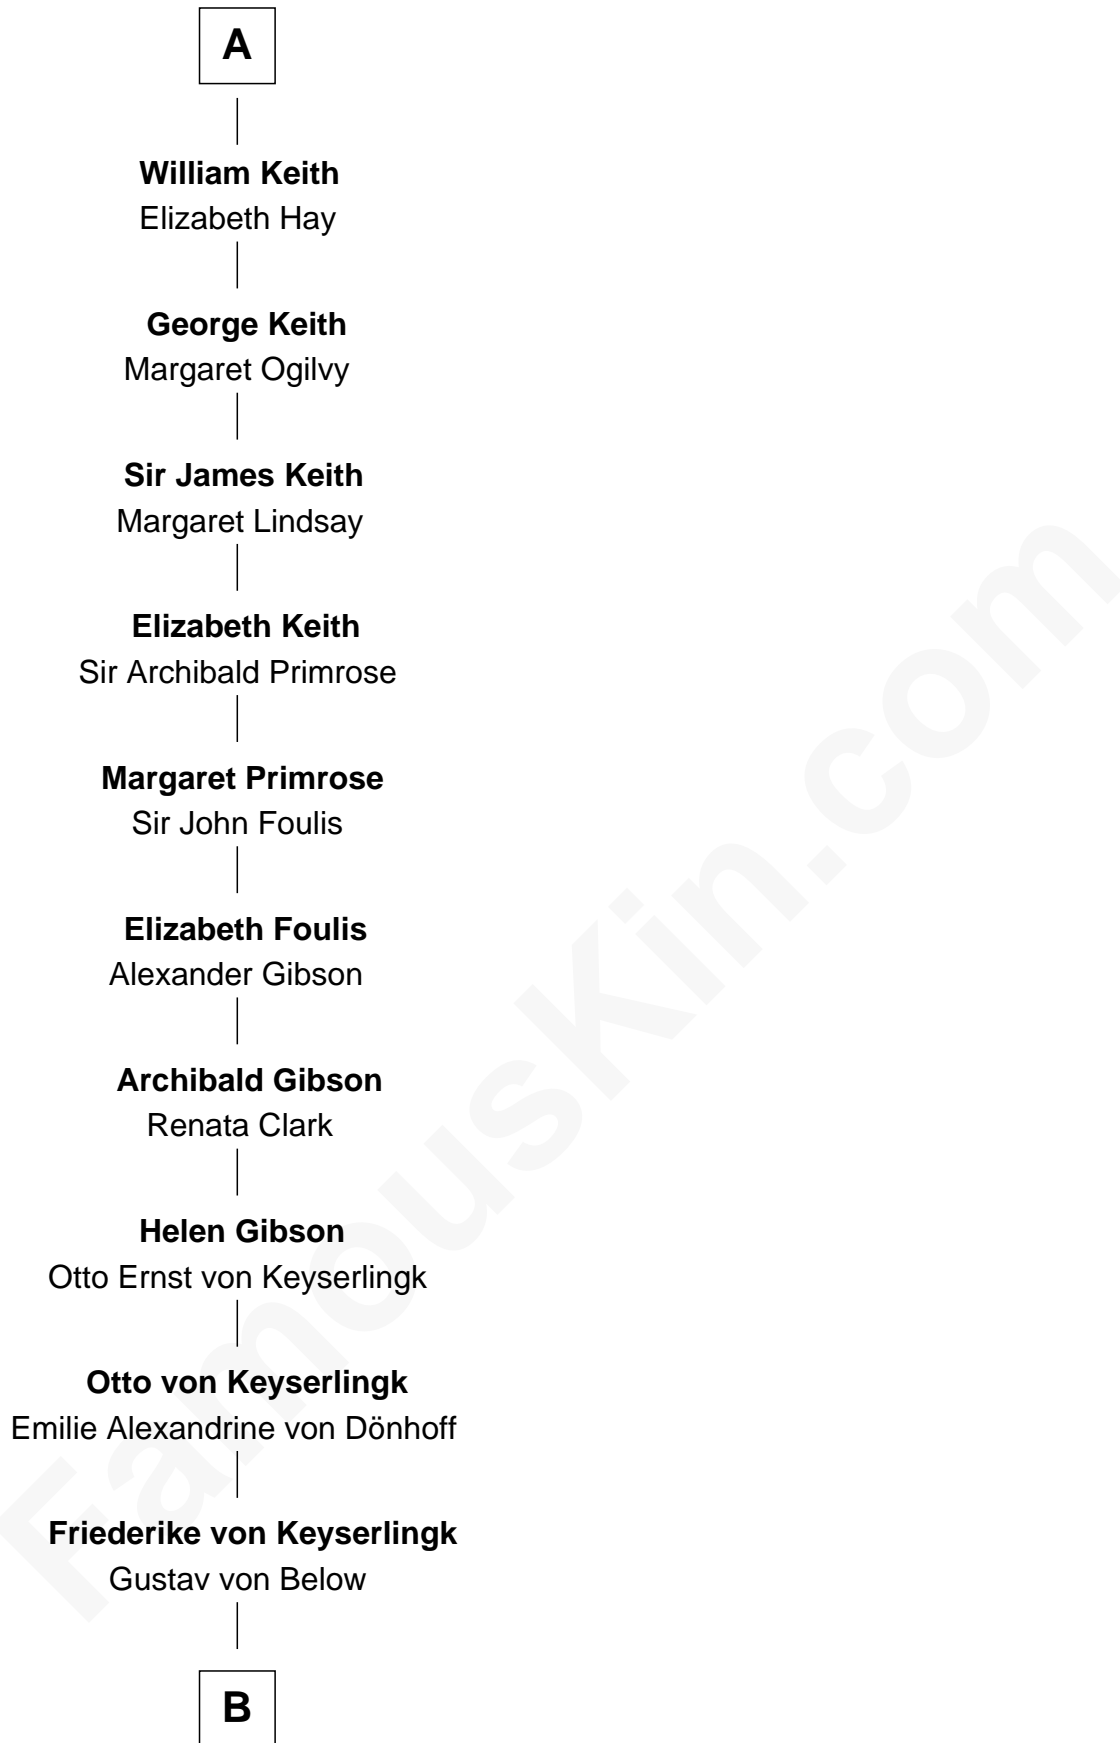 A
William Keith
Elizabeth Hay
George Keith
Margaret Ogilvy
Sir James Keith
Margaret Lindsay
Elizabeth Keith
Sir Archibald Primrose
Margaret Primrose
Sir John Foulis
Elizabeth Foulis
Alexander Gibson
Archibald Gibson
Renata Clark
Helen Gibson
Otto Ernst von Keyserlingk
Otto von Keyserlingk
Emilie Alexandrine von Dönhoff
Friederike von Keyserlingk
Gustav von Below
B
FamousKin.com